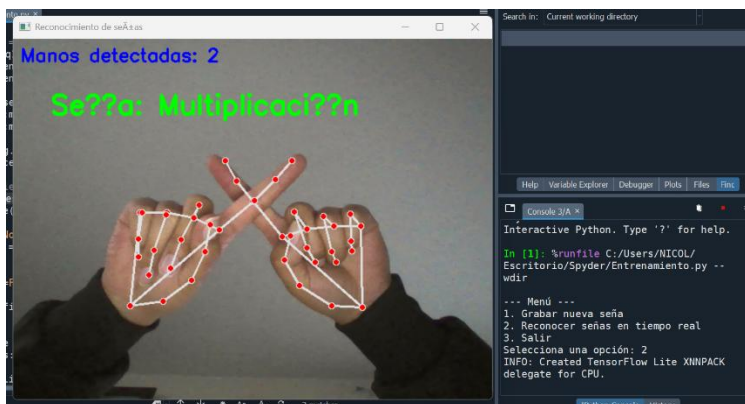 Reconocimiento de seÃ±as
Manos detectadas: 2
Se??a: Multiplicaci??n
Search in: Current working directory
Help Variable Explorer Debugger Plots Files
Console 3/A ×
Interactive Python. Type '?' for help.
In [1]: %runfile C:/Users/NICOL/
Escritorio/Spyder/Entrenamiento.py --
wdir
--- Menú ---
1. Grabar nueva seña
2. Reconocer señas en tiempo real
3. Salir
Selecciona una opción: 2
INFO: Created TensorFlow Lite XNNPACK
delegate for CPU.